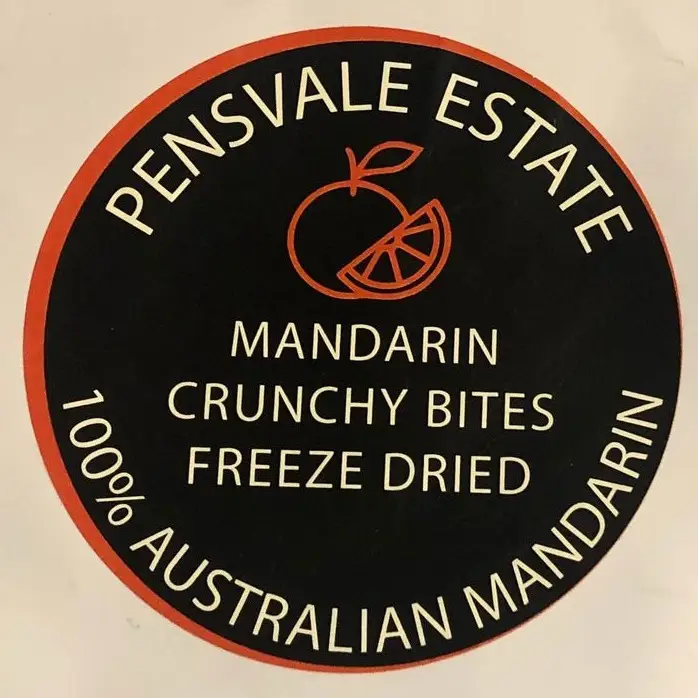 PENSVALE ESTATE
MANDARIN
CRUNCHY BITES
FREEZE DRIED
100% AUSTRALIAN MANDARIN